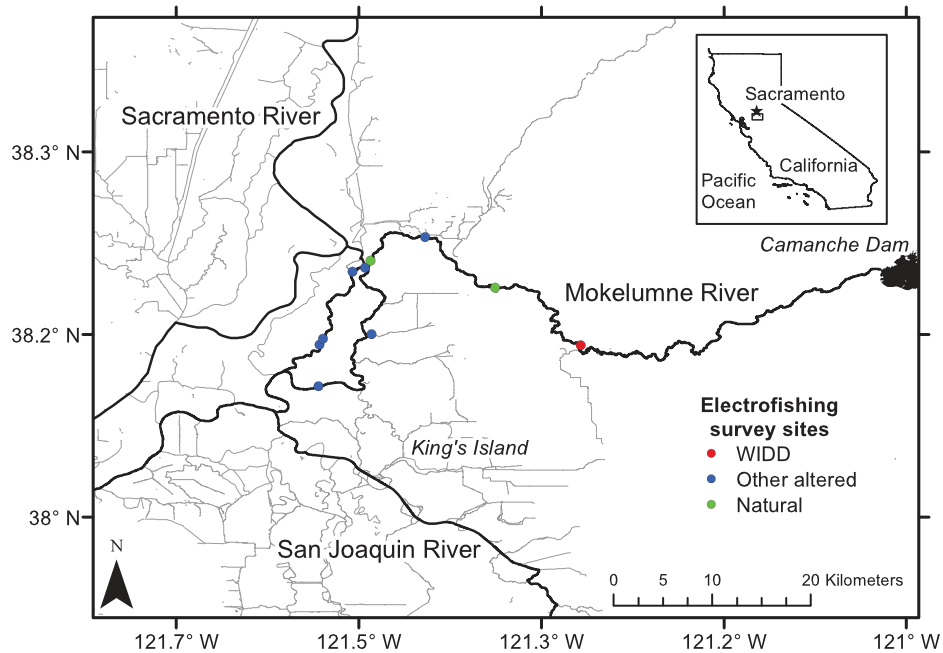 Sacramento River
Sacramento
California
Pacific
Ocean
38.3° N
Camanche Dam
Mokelumne River
38.2° N
Electrofishing
survey sites
WIDD
Other altered
Natural
King's Island
38° N
San Joaquin River
N
0 5 10 20 Kilometers
121.7° W 121.5° W 121.3° W 121.2° W 121° W